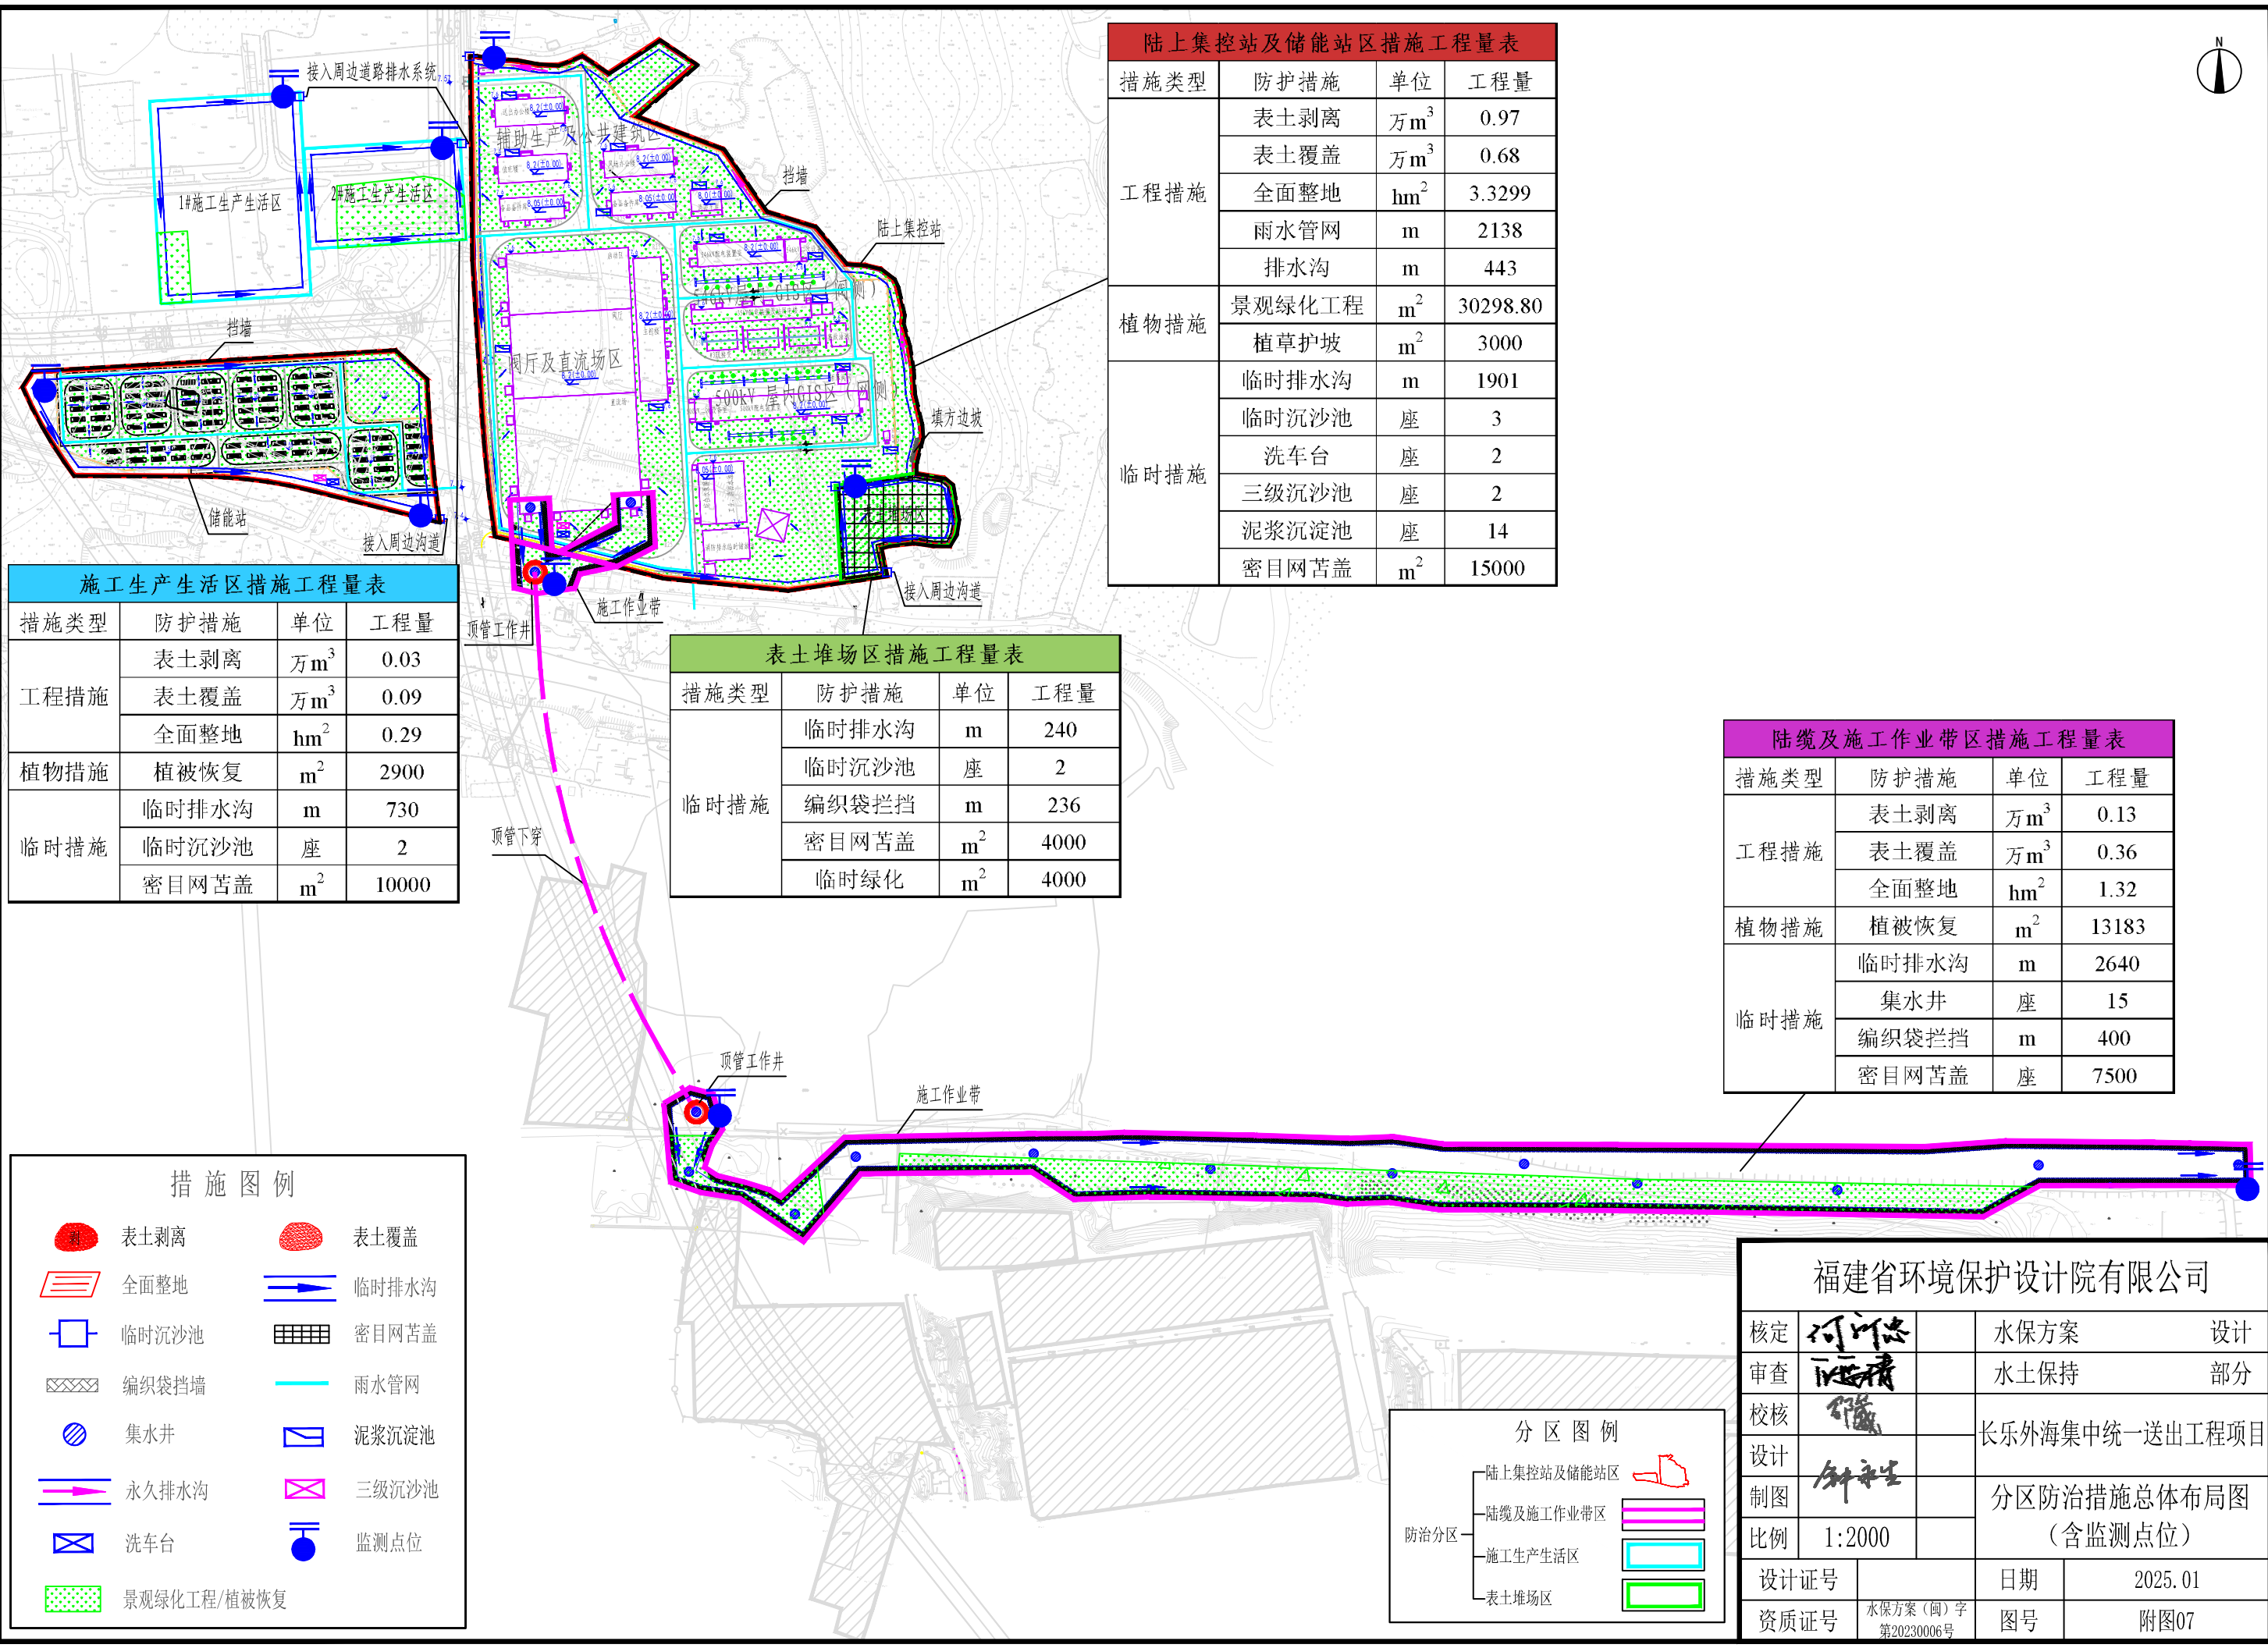 N
接入周边道路排水系统
1#施工生产生活区
2#施工生产生活区
辅助生产及公共建筑区
挡墙
陆上集控站
挡墙
阀厅及直流场区
500kV 屋内GIS区（网侧）
填方边坡
表土堆场区
储能站
接入周边沟道
接入周边沟道
施工作业带
顶管工作井
顶管下穿
顶管工作井
施工作业带
陆上集控站及储能站区措施工程量表
措施类型 防护措施 单位 工程量
工程措施 表土剥离 万m³ 0.97
表土覆盖 万m³ 0.68
全面整地 hm² 3.3299
雨水管网 m 2138
排水沟 m 443
植物措施 景观绿化工程 m² 30298.80
植草护坡 m² 3000
临时措施 临时排水沟 m 1901
临时沉沙池 座 3
洗车台 座 2
三级沉沙池 座 2
泥浆沉淀池 座 14
密目网苫盖 m² 15000
施工生产生活区措施工程量表
措施类型 防护措施 单位 工程量
工程措施 表土剥离 万m³ 0.03
表土覆盖 万m³ 0.09
全面整地 hm² 0.29
植物措施 植被恢复 m² 2900
临时措施 临时排水沟 m 730
临时沉沙池 座 2
密目网苫盖 m² 10000
表土堆场区措施工程量表
措施类型 防护措施 单位 工程量
临时措施 临时排水沟 m 240
临时沉沙池 座 2
编织袋拦挡 m 236
密目网苫盖 m² 4000
临时绿化 m² 4000
陆缆及施工作业带区措施工程量表
措施类型 防护措施 单位 工程量
工程措施 表土剥离 万m³ 0.13
表土覆盖 万m³ 0.36
全面整地 hm² 1.32
植物措施 植被恢复 m² 13183
临时措施 临时排水沟 m 2640
集水井 座 15
编织袋拦挡 m 400
密目网苫盖 座 7500
措施图例
表土剥离 表土覆盖
全面整地 临时排水沟
临时沉沙池 密目网苫盖
编织袋挡墙 雨水管网
集水井 泥浆沉淀池
永久排水沟 三级沉沙池
洗车台 监测点位
景观绿化工程/植被恢复
分区图例
防治分区
陆上集控站及储能站区
陆缆及施工作业带区
施工生产生活区
表土堆场区
福建省环境保护设计院有限公司
核定 水保方案 设计
审查 水土保持 部分
校核
设计
长乐外海集中统一送出工程项目
制图
比例 1:2000
分区防治措施总体布局图
（含监测点位）
设计证号 日期 2025.01
资质证号 水保方案（闽）字
第20230006号
图号 附图07